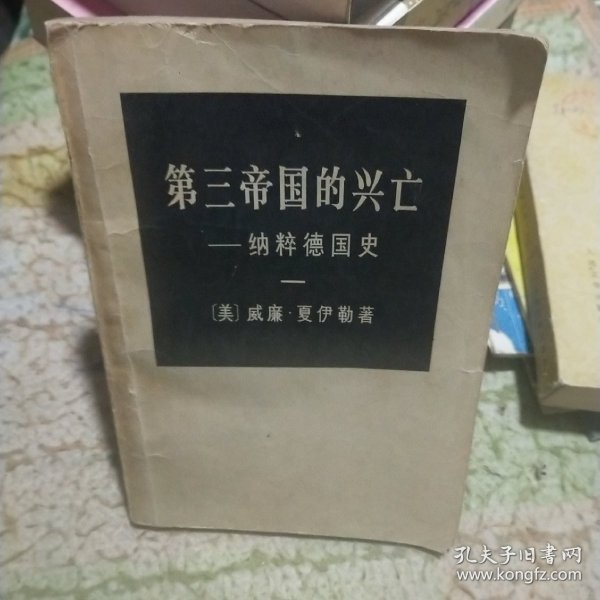 第三帝国的兴亡
——纳粹德国史
一
〔美〕威廉·夏伊勒著
孔夫子旧书网
www.kongfz.com